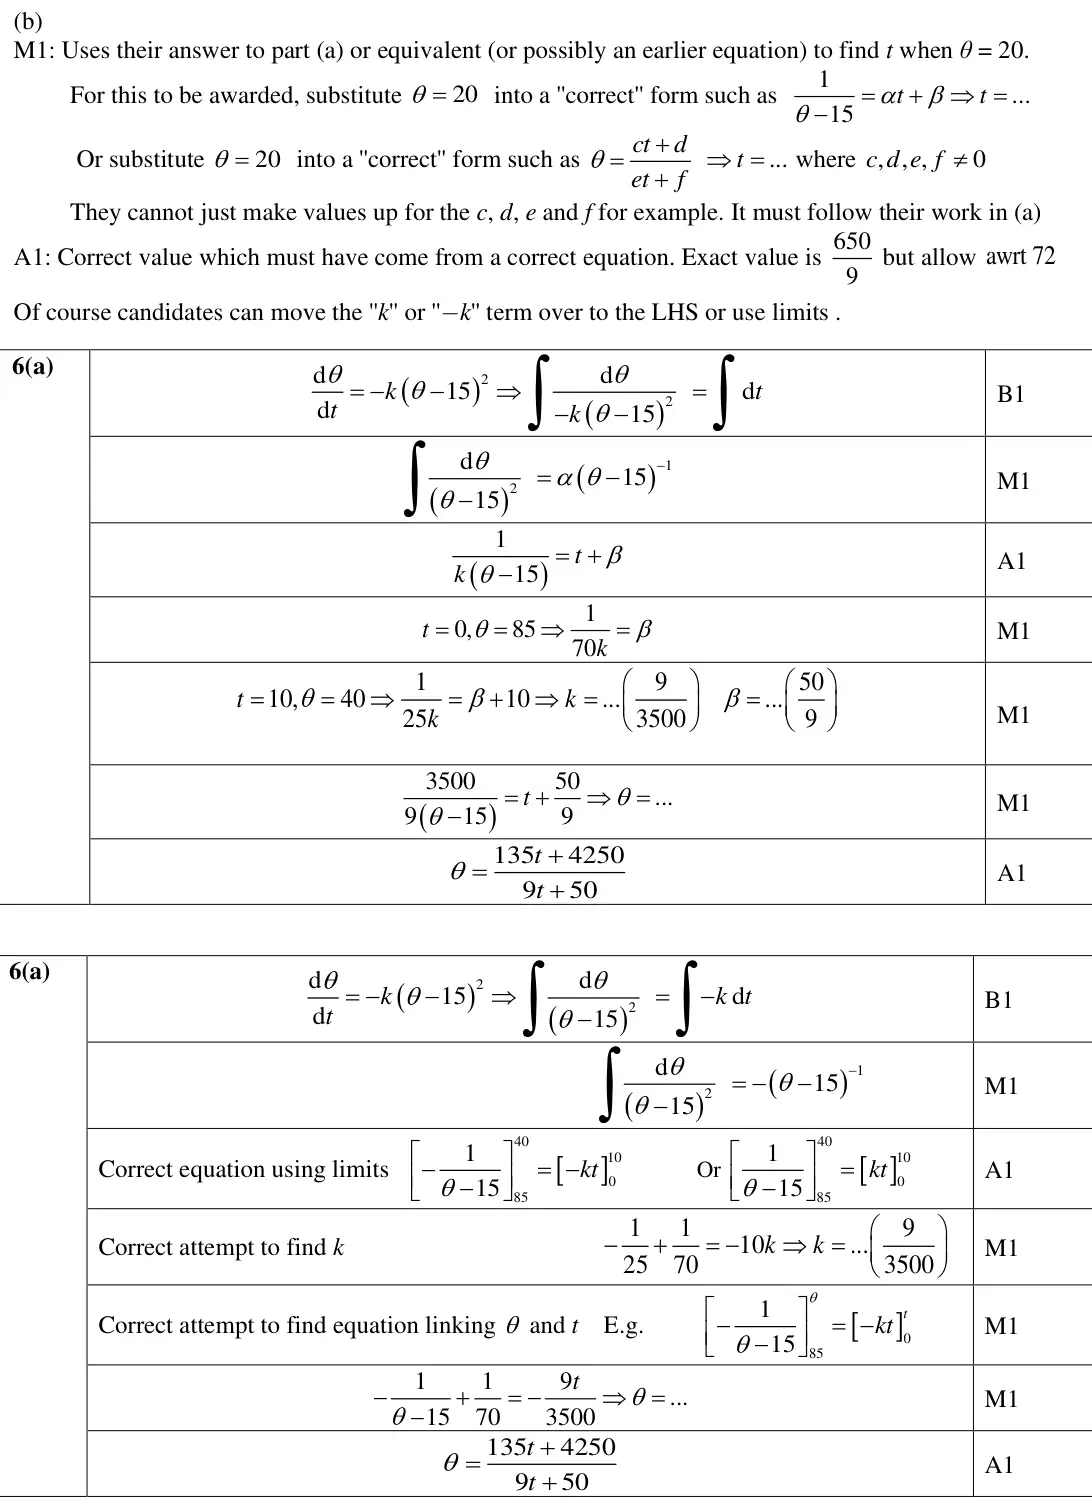 (b)
M1: Uses their answer to part (a) or equivalent (or possibly an earlier equation) to find t when θ = 20.
For this to be awarded, substitute θ = 20 into a "correct" form such as 1/(θ−15) = αt + β ⇒ t = ...
Or substitute θ = 20 into a "correct" form such as θ = (ct + d)/(et + f) ⇒ t = ... where c, d, e, f ≠ 0
They cannot just make values up for the c, d, e and f for example. It must follow their work in (a)
A1: Correct value which must have come from a correct equation. Exact value is 650/9 but allow awrt 72
Of course candidates can move the "k" or "−k" term over to the LHS or use limits .
6(a) dθ/dt = −k(θ−15)² ⇒ ∫ dθ/(−k(θ−15)²) = ∫ dt B1
∫ dθ/(θ−15)² = α(θ−15)⁻¹ M1
1/(k(θ−15)) = t + β A1
t = 0, θ = 85 ⇒ 1/(70k) = β M1
t = 10, θ = 40 ⇒ 1/(25k) = β + 10 ⇒ k = ...(9/3500) β = ...(50/9) M1
3500/(9(θ−15)) = t + 50/9 ⇒ θ = ... M1
θ = (135t + 4250)/(9t + 50) A1
6(a) dθ/dt = −k(θ−15)² ⇒ ∫ dθ/(θ−15)² = ∫ −k dt B1
∫ dθ/(θ−15)² = −(θ−15)⁻¹ M1
Correct equation using limits [−1/(θ−15)]₈₅⁴⁰ = [−kt]₀¹⁰ Or [1/(θ−15)]₈₅⁴⁰ = [kt]₀¹⁰ A1
Correct attempt to find k −1/25 + 1/70 = −10k ⇒ k = ...(9/3500) M1
Correct attempt to find equation linking θ and t E.g. [−1/(θ−15)]₈₅^θ = [−kt]₀^t M1
−1/(θ−15) + 1/70 = −9t/3500 ⇒ θ = ... M1
θ = (135t + 4250)/(9t + 50) A1